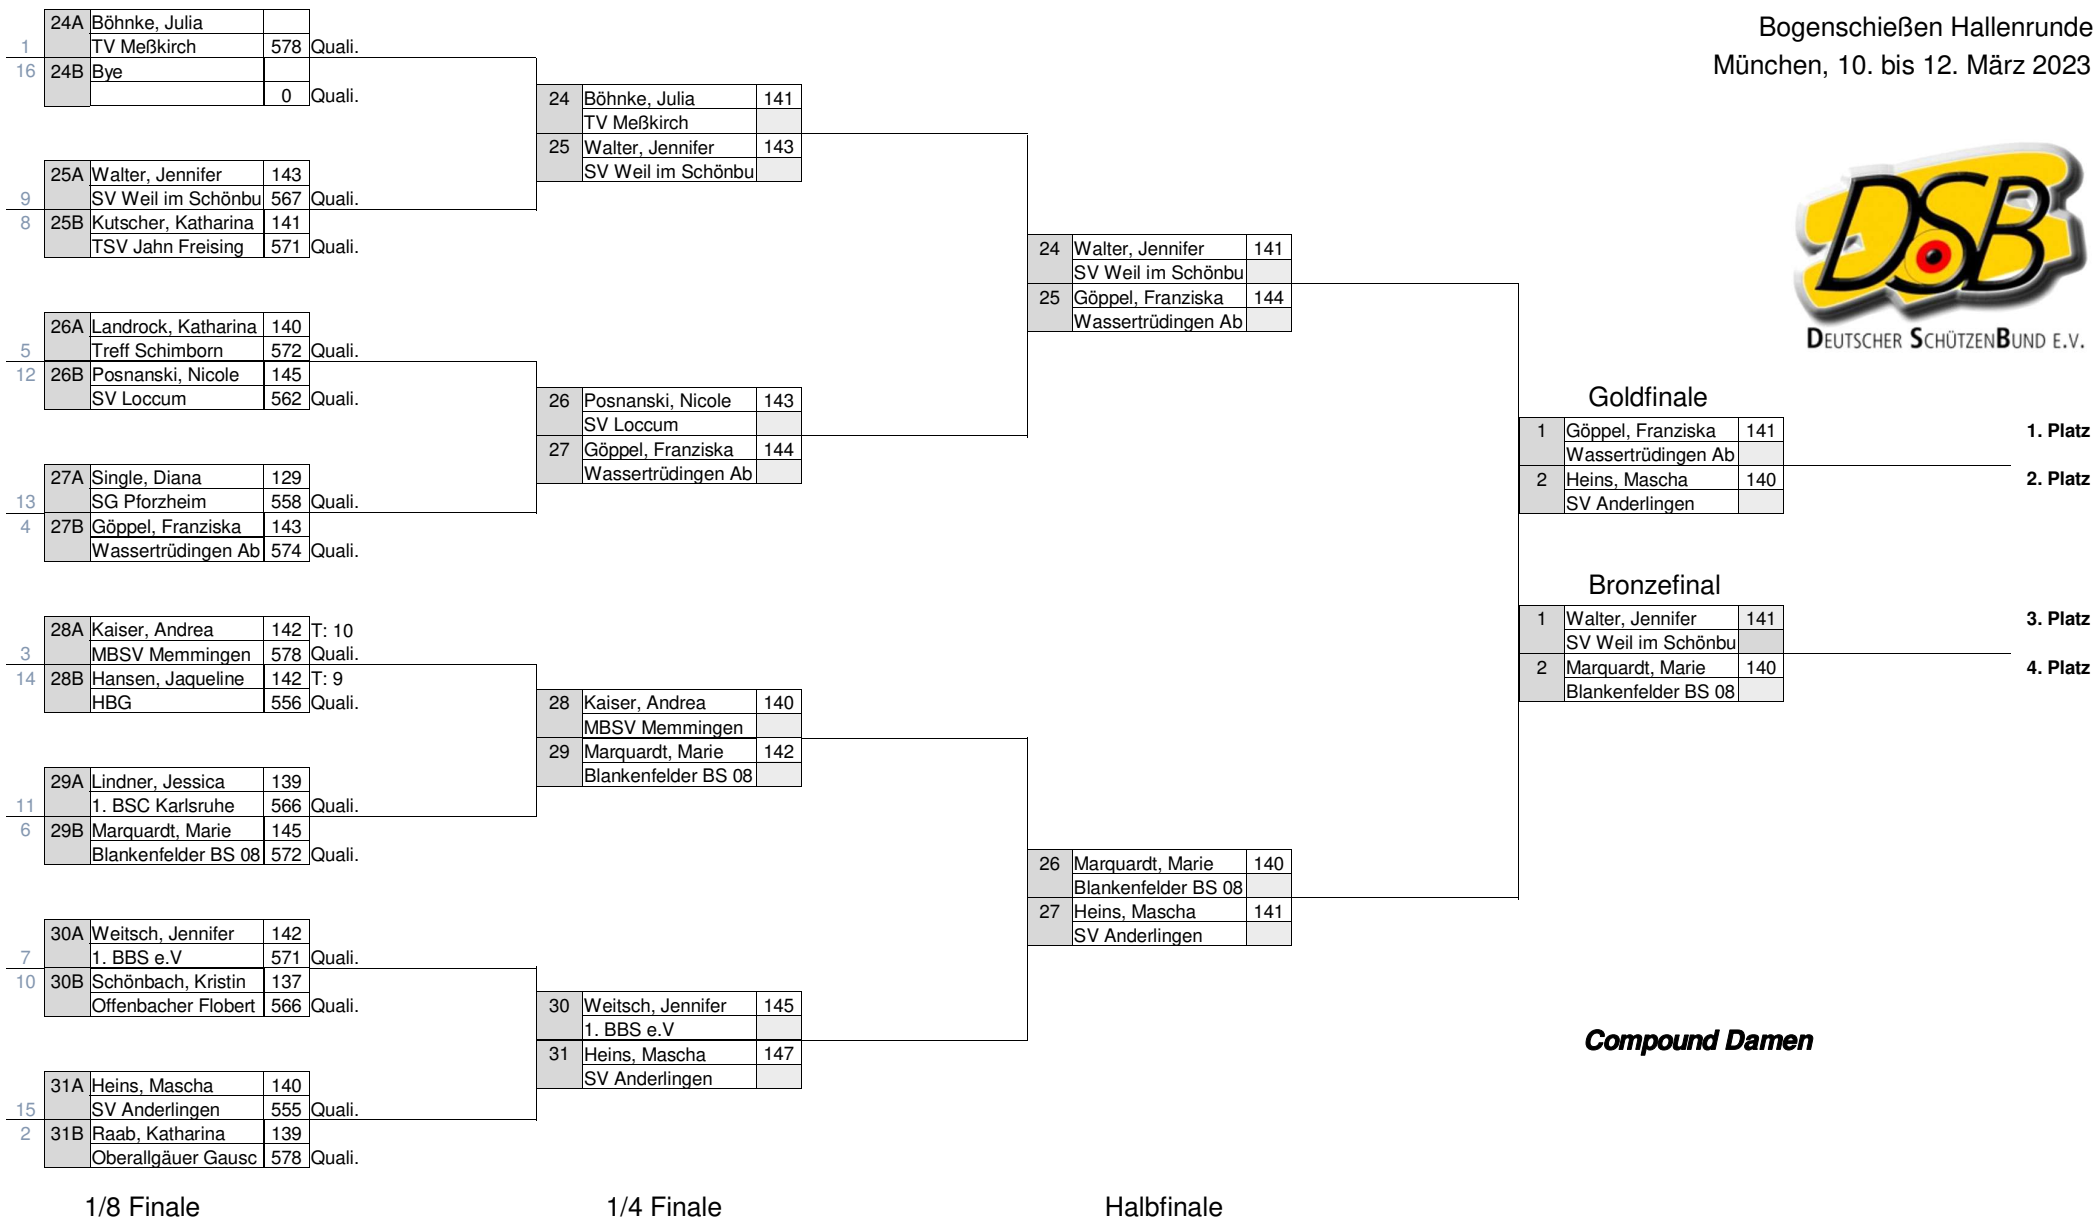 Bogenschießen Hallenrunde
München, 10. bis 12. März 2023
DSB
DEUTSCHER SCHÜTZENBUND E.V.
24A Böhnke, Julia
1 TV Meßkirch 578 Quali.
16 24B Bye
0 Quali.
25A Walter, Jennifer 143
9 SV Weil im Schönbu 567 Quali.
8 25B Kutscher, Katharina 141
TSV Jahn Freising 571 Quali.
26A Landrock, Katharina 140
5 Treff Schimborn 572 Quali.
12 26B Posnanski, Nicole 145
SV Loccum 562 Quali.
27A Single, Diana 129
13 SG Pforzheim 558 Quali.
4 27B Göppel, Franziska 143
Wassertrüdingen Ab 574 Quali.
28A Kaiser, Andrea 142 T: 10
3 MBSV Memmingen 578 Quali.
14 28B Hansen, Jaqueline 142 T: 9
HBG 556 Quali.
29A Lindner, Jessica 139
11 1. BSC Karlsruhe 566 Quali.
6 29B Marquardt, Marie 145
Blankenfelder BS 08 572 Quali.
30A Weitsch, Jennifer 142
7 1. BBS e.V 571 Quali.
10 30B Schönbach, Kristin 137
Offenbacher Flobert 566 Quali.
31A Heins, Mascha 140
15 SV Anderlingen 555 Quali.
2 31B Raab, Katharina 139
Oberallgäuer Gausc 578 Quali.
1/8 Finale
24 Böhnke, Julia 141
TV Meßkirch
25 Walter, Jennifer 143
SV Weil im Schönbu
26 Posnanski, Nicole 143
SV Loccum
27 Göppel, Franziska 144
Wassertrüdingen Ab
28 Kaiser, Andrea 140
MBSV Memmingen
29 Marquardt, Marie 142
Blankenfelder BS 08
30 Weitsch, Jennifer 145
1. BBS e.V
31 Heins, Mascha 147
SV Anderlingen
1/4 Finale
24 Walter, Jennifer 141
SV Weil im Schönbu
25 Göppel, Franziska 144
Wassertrüdingen Ab
26 Marquardt, Marie 140
Blankenfelder BS 08
27 Heins, Mascha 141
SV Anderlingen
Halbfinale
Goldfinale
1 Göppel, Franziska 141 1. Platz
Wassertrüdingen Ab
2 Heins, Mascha 140 2. Platz
SV Anderlingen
Bronzefinal
1 Walter, Jennifer 141 3. Platz
SV Weil im Schönbu
2 Marquardt, Marie 140 4. Platz
Blankenfelder BS 08
Compound Damen